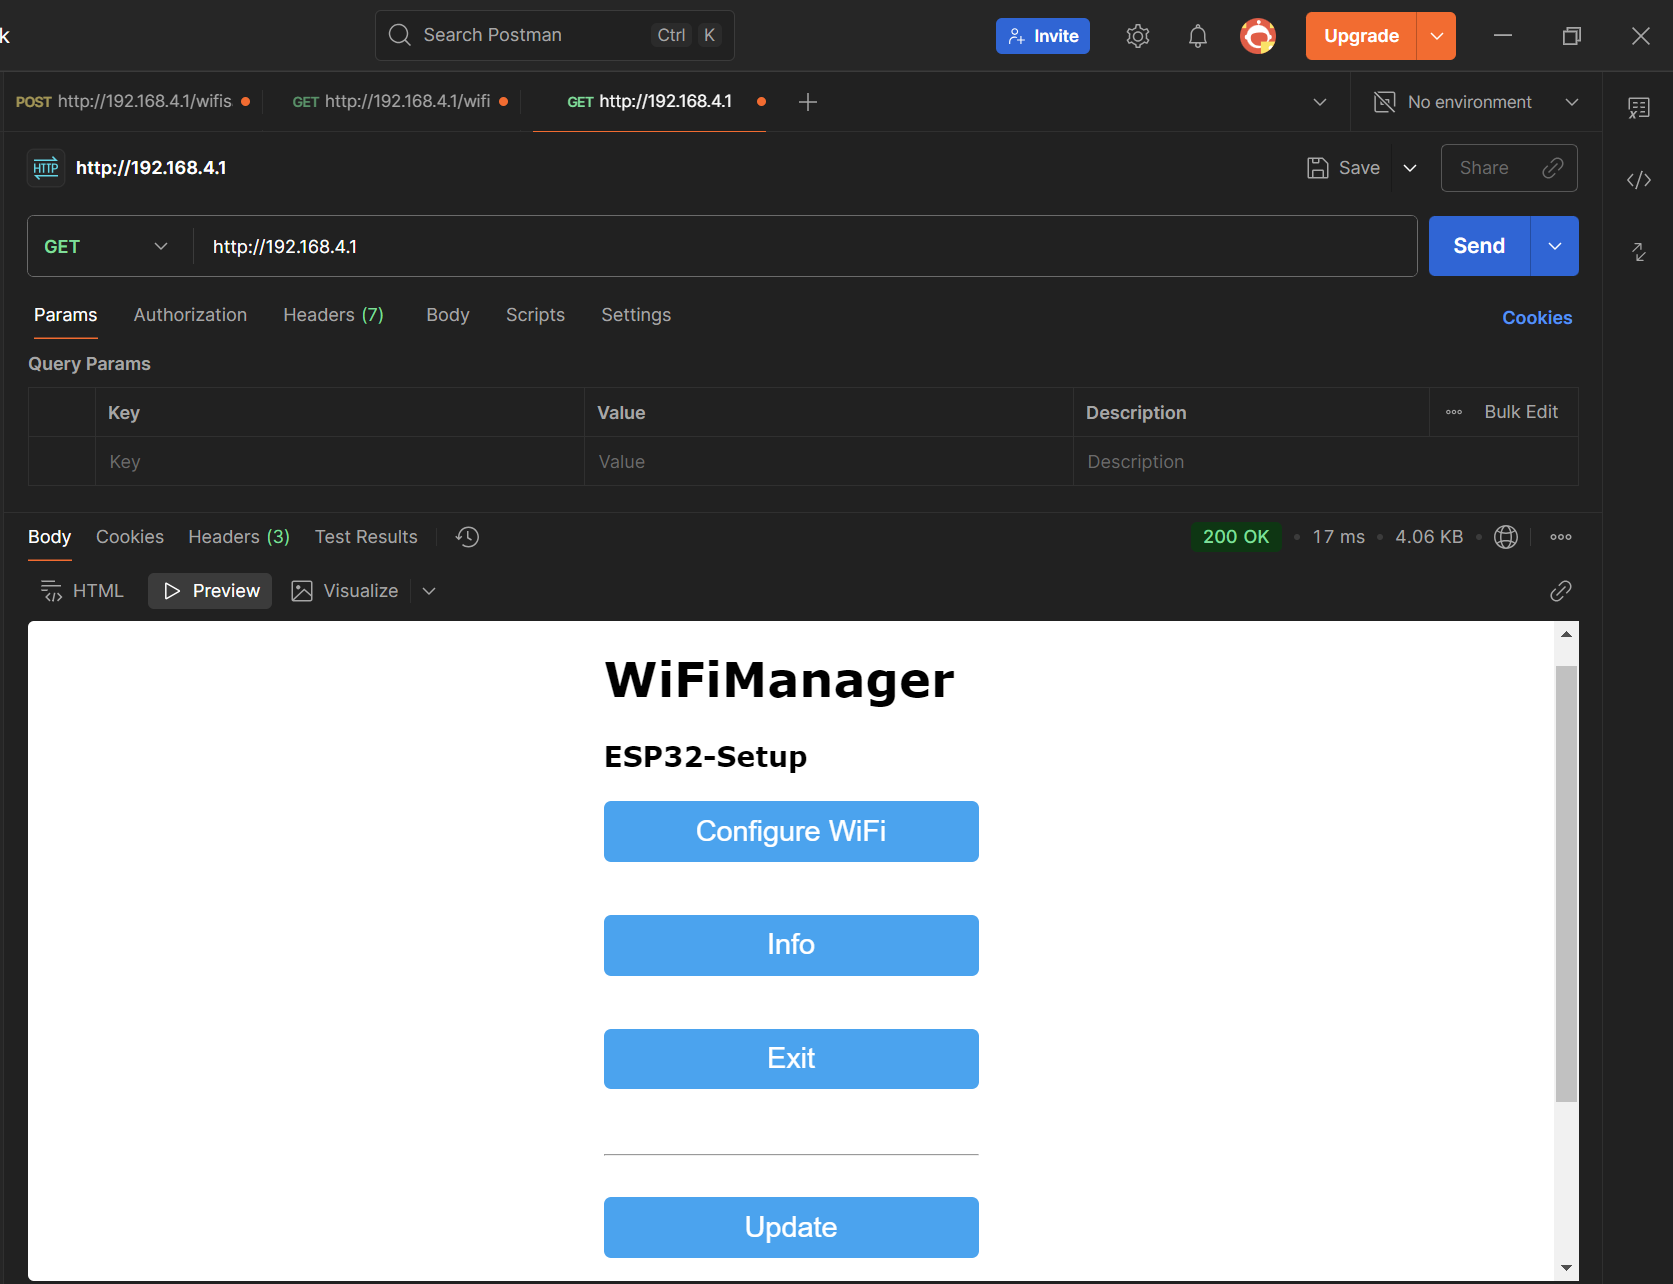 k
Search Postman Ctrl K Invite Upgrade
POST http://192.168.4.1/wifis GET http://192.168.4.1/wifi GET http://192.168.4.1 No environment
HTTP http://192.168.4.1 Save Share
GET http://192.168.4.1 Send
Params Authorization Headers (7) Body Scripts Settings Cookies
Query Params
Key Value Description Bulk Edit
Key Value Description
Body Cookies Headers (3) Test Results 200 OK • 17 ms • 4.06 KB •
HTML Preview Visualize
WiFiManager
ESP32-Setup
Configure WiFi
Info
Exit
Update